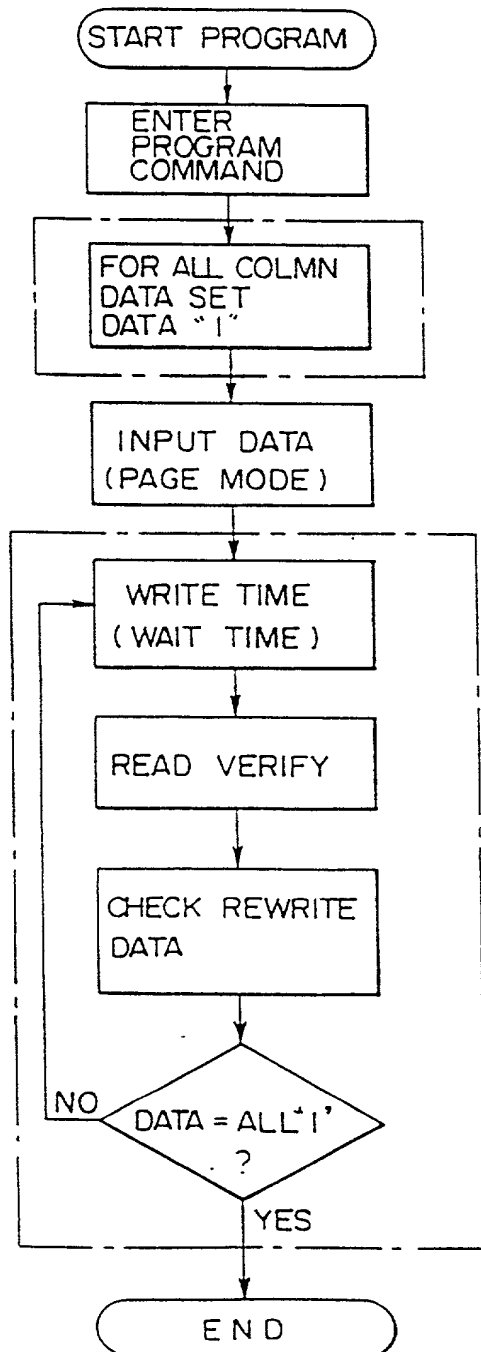 START PROGRAM
ENTER
PROGRAM
COMMAND
FOR ALL COLMN
DATA SET
DATA "1"
INPUT DATA
(PAGE MODE)
WRITE TIME
(WAIT TIME)
READ VERIFY
CHECK REWRITE
DATA
NO
DATA = ALL "1"
?
YES
END